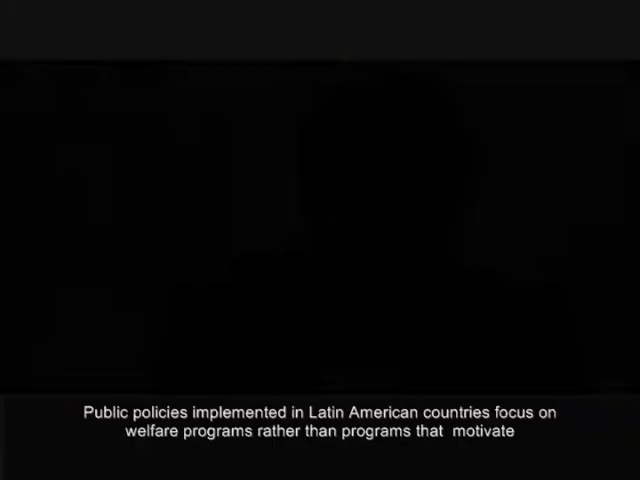 Public policies implemented in Latin American countries focus on
welfare programs rather than programs that  motivate